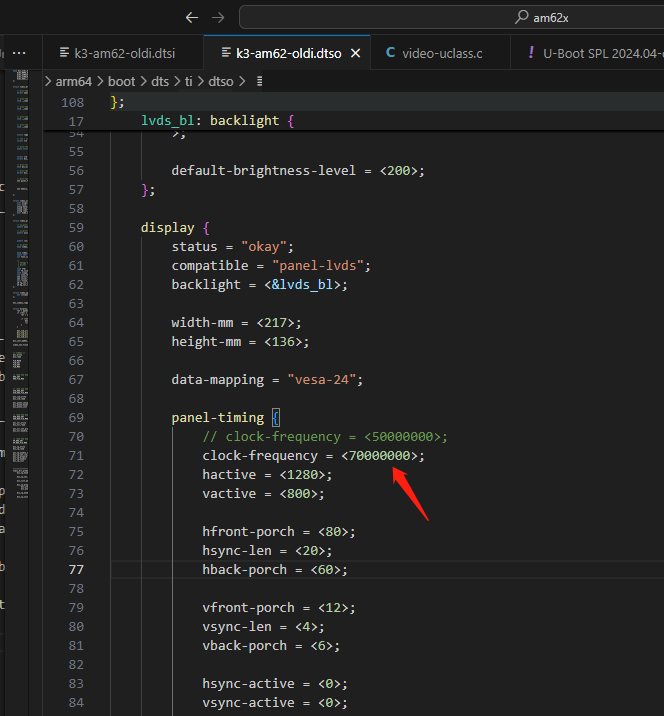 am62x
k3-am62-oldi.dtsi
k3-am62-oldi.dtso
C video-uclass.c
! U-Boot SPL 2024.04-
arm64 > boot > dts > ti > dtso >
108 };
17 lvds_bl: backlight {
54 >;
55
56 default-brightness-level = <200>;
57 };
58
59 display {
60 status = "okay";
61 compatible = "panel-lvds";
62 backlight = <&lvds_bl>;
63
64 width-mm = <217>;
65 height-mm = <136>;
66
67 data-mapping = "vesa-24";
68
69 panel-timing {
70 // clock-frequency = <50000000>;
71 clock-frequency = <70000000>;
72 hactive = <1280>;
73 vactive = <800>;
74
75 hfront-porch = <80>;
76 hsync-len = <20>;
77 hback-porch = <60>;
78
79 vfront-porch = <12>;
80 vsync-len = <4>;
81 vback-porch = <6>;
82
83 hsync-active = <0>;
84 vsync-active = <0>;